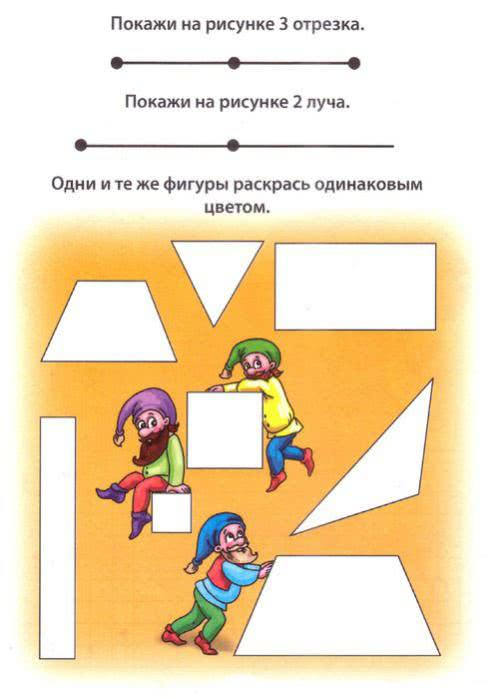 Покажи на рисунке 3 отрезка.
Покажи на рисунке 2 луча.
Одни и те же фигуры раскрась одинаковым
цветом.